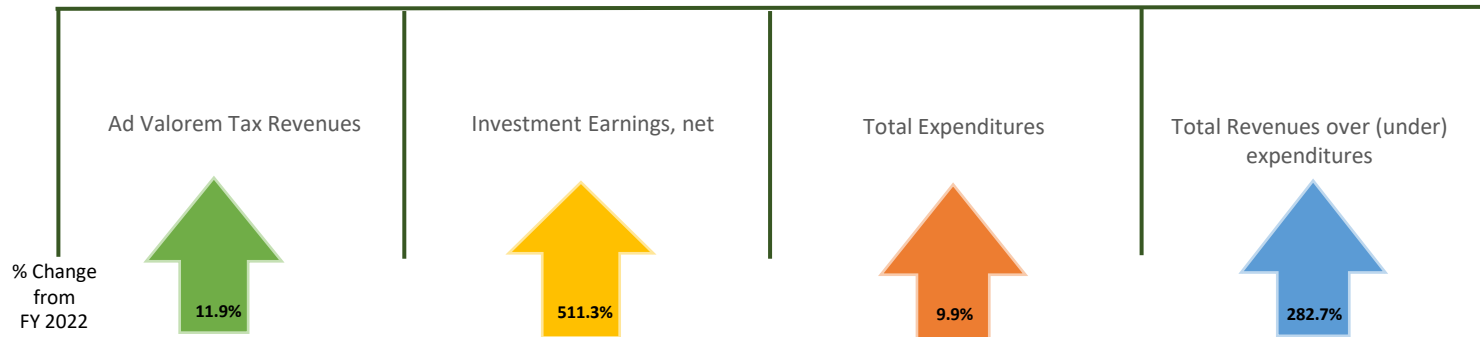 Ad Valorem Tax Revenues
Investment Earnings, net
Total Expenditures
Total Revenues over (under)
expenditures
% Change
from
FY 2022
11.9%
511.3%
9.9%
282.7%